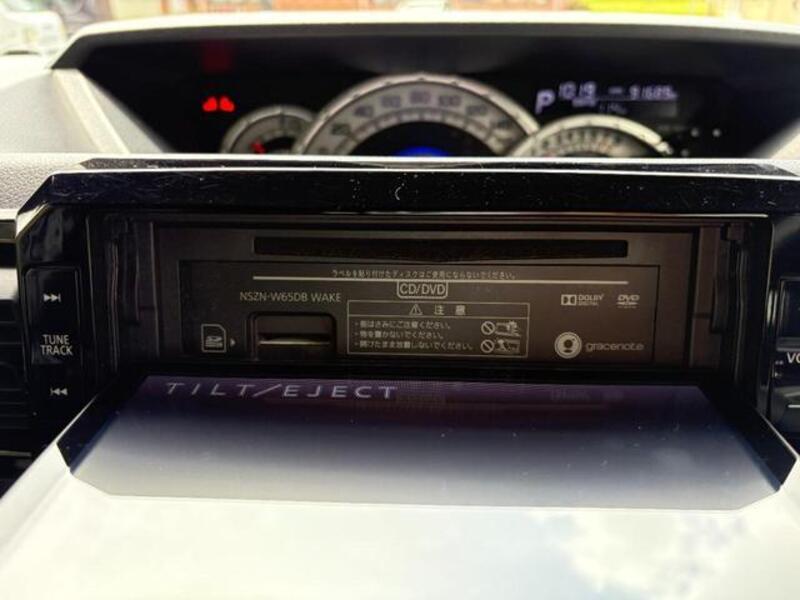 P 1019 91689
ラベルを貼り付けたディスクはご使用にならないでください。
CD/DVD
NSZN-W65DB WAKE
DOLBY
DIGITAL
DVD
⚠ 注意
・指はさみにご注意ください。
・物を置かないでください。
・開けたまま放置しないでください。
SD
gracenote
TUNE
TRACK
VO
TILT/EJECT